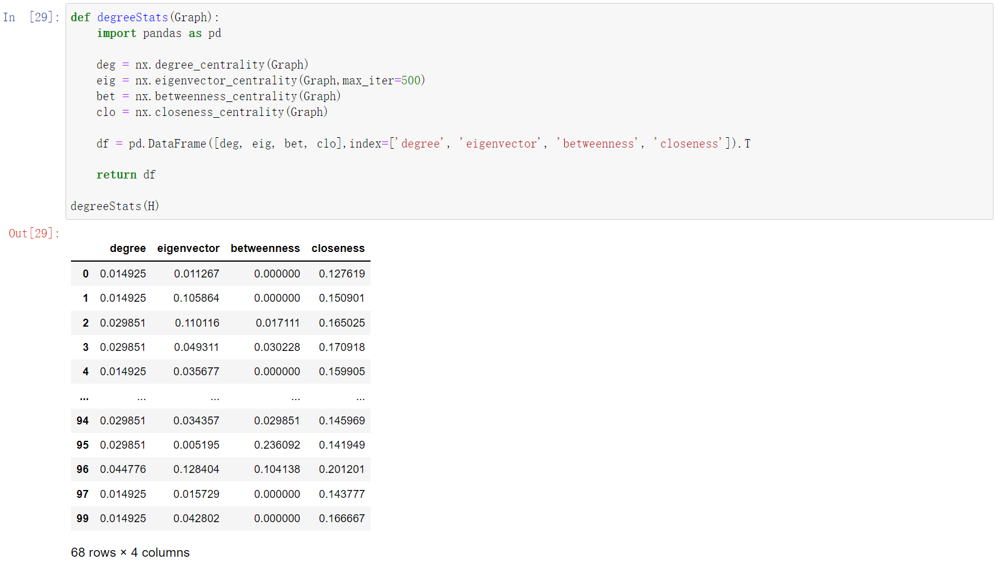 In [29]:
def degreeStats(Graph):
    import pandas as pd
    deg = nx.degree_centrality(Graph)
    eig = nx.eigenvector_centrality(Graph,max_iter=500)
    bet = nx.betweenness_centrality(Graph)
    clo = nx.closeness_centrality(Graph)
    df = pd.DataFrame([deg, eig, bet, clo],index=['degree', 'eigenvector', 'betweenness', 'closeness']).T
    return df
degreeStats(H)
Out[29]:
degree eigenvector betweenness closeness
0 0.014925 0.011267 0.000000 0.127619
1 0.014925 0.105864 0.000000 0.150901
2 0.029851 0.110116 0.017111 0.165025
3 0.029851 0.049311 0.030228 0.170918
4 0.014925 0.035677 0.000000 0.159905
... ... ... ... ...
94 0.029851 0.034357 0.029851 0.145969
95 0.029851 0.005195 0.236092 0.141949
96 0.044776 0.128404 0.104138 0.201201
97 0.014925 0.015729 0.000000 0.143777
99 0.014925 0.042802 0.000000 0.166667
68 rows × 4 columns